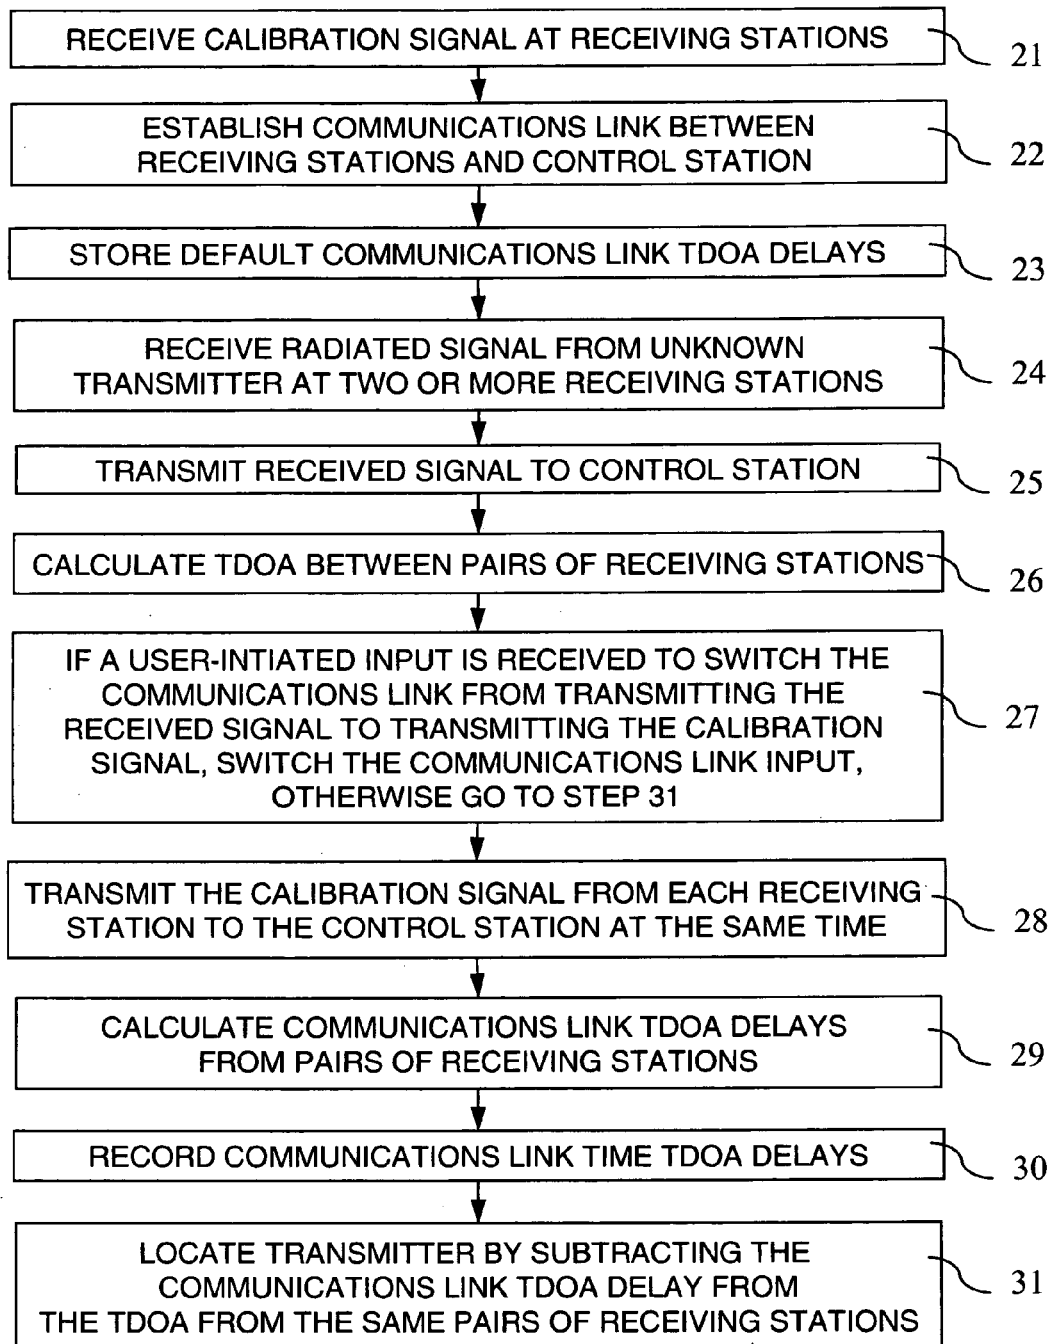 RECEIVE CALIBRATION SIGNAL AT RECEIVING STATIONS
21
ESTABLISH COMMUNICATIONS LINK BETWEEN
RECEIVING STATIONS AND CONTROL STATION
22
STORE DEFAULT COMMUNICATIONS LINK TDOA DELAYS
23
RECEIVE RADIATED SIGNAL FROM UNKNOWN
TRANSMITTER AT TWO OR MORE RECEIVING STATIONS
24
TRANSMIT RECEIVED SIGNAL TO CONTROL STATION
25
CALCULATE TDOA BETWEEN PAIRS OF RECEIVING STATIONS
26
IF A USER-INTIATED INPUT IS RECEIVED TO SWITCH THE
COMMUNICATIONS LINK FROM TRANSMITTING THE
RECEIVED SIGNAL TO TRANSMITTING THE CALIBRATION
SIGNAL, SWITCH THE COMMUNICATIONS LINK INPUT,
OTHERWISE GO TO STEP 31
27
TRANSMIT THE CALIBRATION SIGNAL FROM EACH RECEIVING
STATION TO THE CONTROL STATION AT THE SAME TIME
28
CALCULATE COMMUNICATIONS LINK TDOA DELAYS
FROM PAIRS OF RECEIVING STATIONS
29
RECORD COMMUNICATIONS LINK TIME TDOA DELAYS
30
LOCATE TRANSMITTER BY SUBTRACTING THE
COMMUNICATIONS LINK TDOA DELAY FROM
THE TDOA FROM THE SAME PAIRS OF RECEIVING STATIONS
31